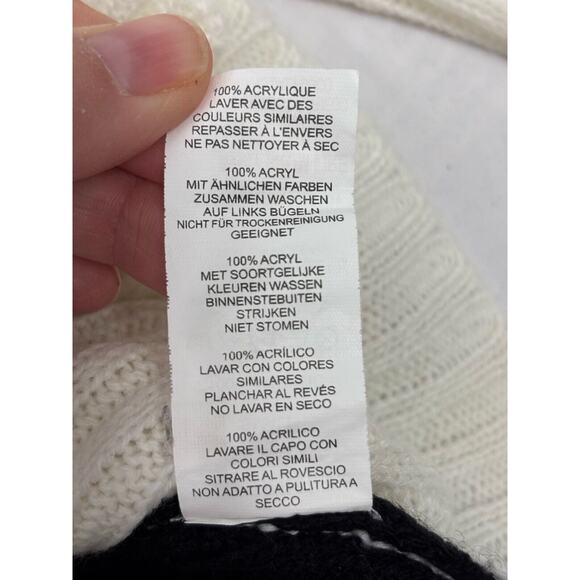 100% ACRYLIQUE
LAVER AVEC DES
COULEURS SIMILAIRES
REPASSER À L'ENVERS
NE PAS NETTOYER À SEC
100% ACRYL
MIT ÄHNLICHEN FARBEN
ZUSAMMEN WASCHEN
AUF LINKS BÜGELN
NICHT FÜR TROCKENREINIGUNG
GEEIGNET
100% ACRYL
MET SOORTGELIJKE
KLEUREN WASSEN
BINNENSTEBUITEN
STRIJKEN
NIET STOMEN
100% ACRÍLICO
LAVAR CON COLORES
SIMILARES
PLANCHAR AL REVÉS
NO LAVAR EN SECO
100% ACRILICO
LAVARE IL CAPO CON
COLORI SIMILI
SITRARE AL ROVESCIO
NON ADATTO A PULITURA A
SECCO